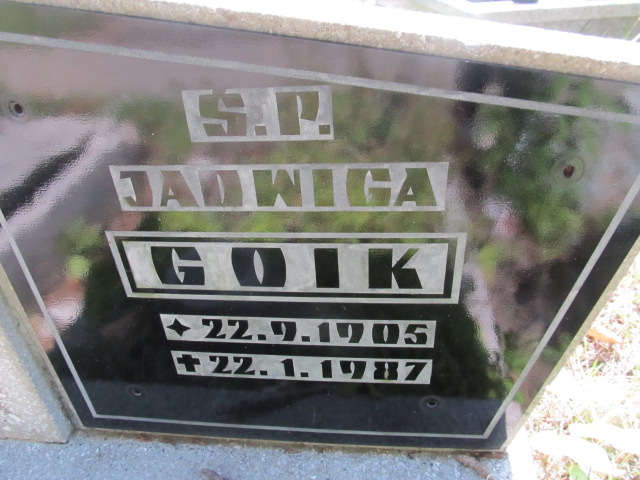 S.P.
JADWIGA
GOIK
✦ 22.9.1905
✝ 22.1.1987